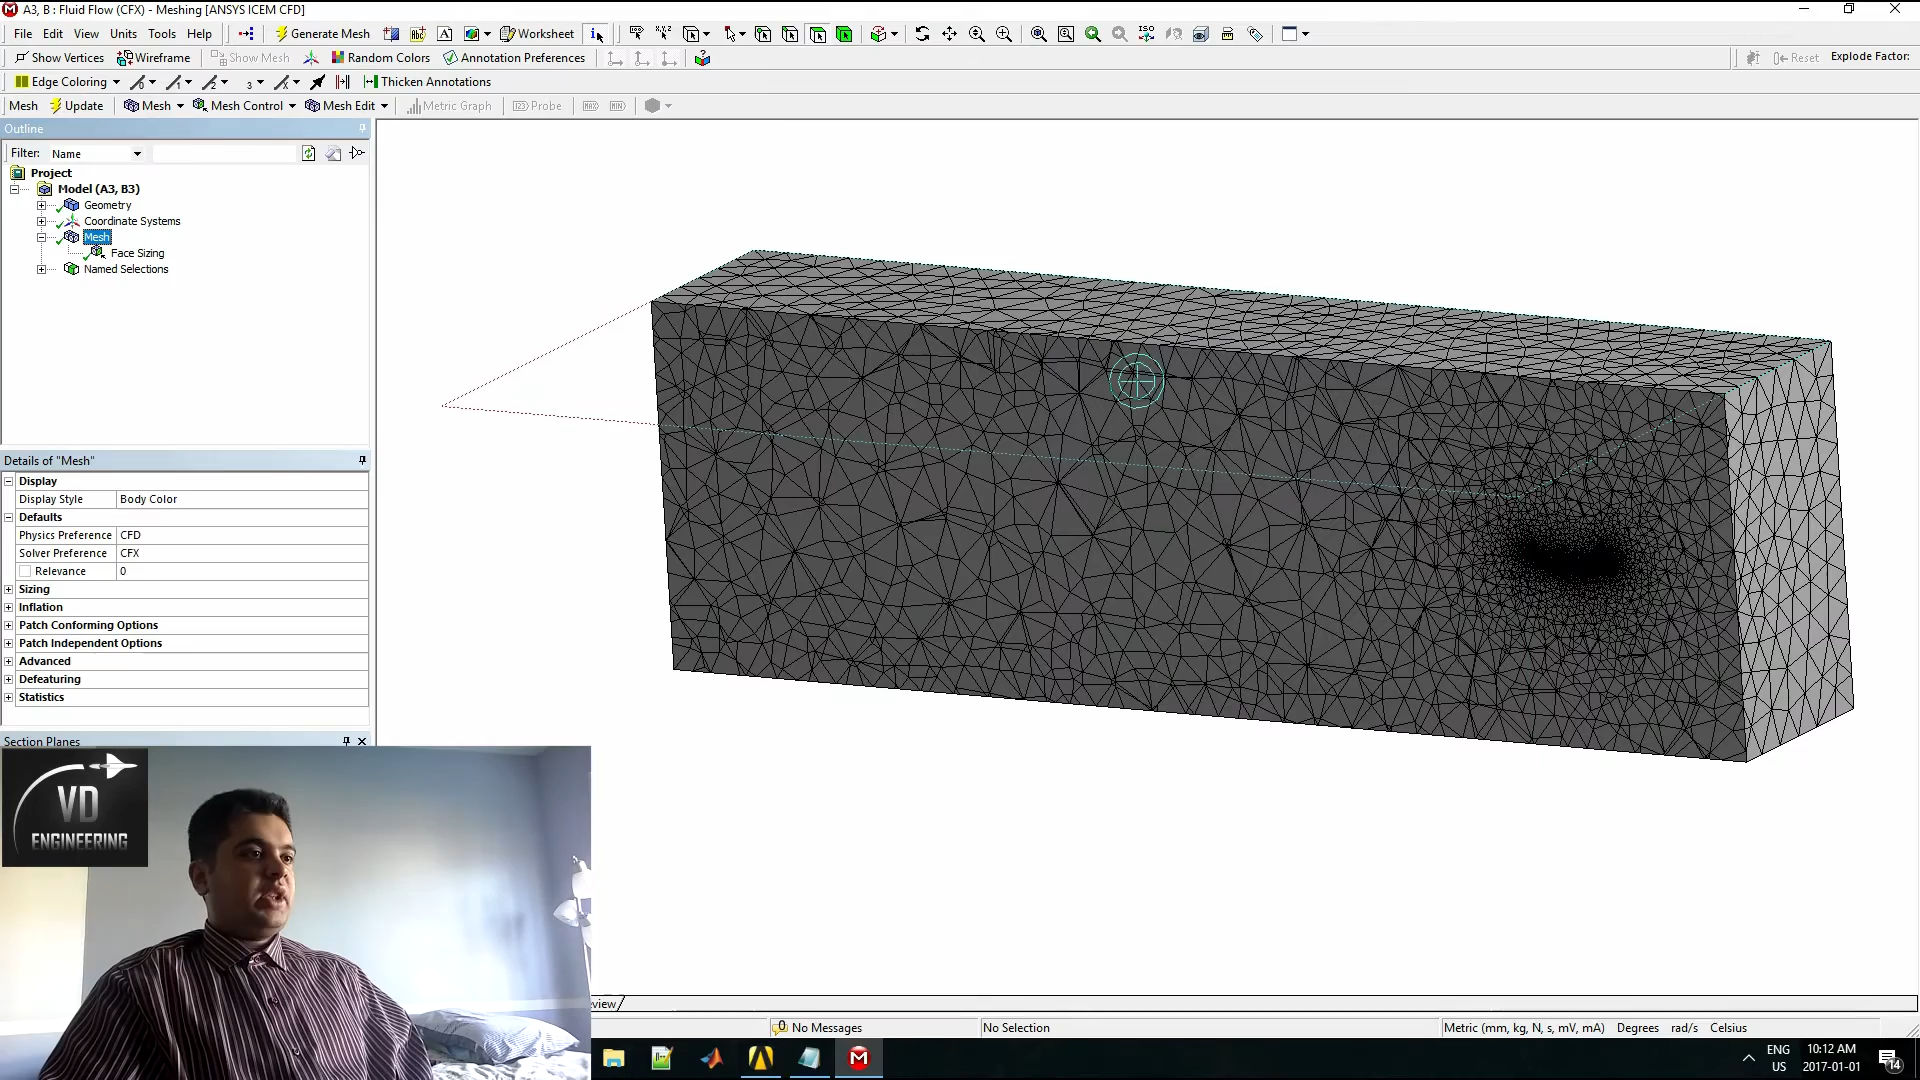 A3, B : Fluid Flow (CFX) - Meshing [ANSYS ICEM CFD]
File Edit View Units Tools Help Generate Mesh Worksheet
Show Vertices Wireframe Show Mesh Random Colors Annotation Preferences Reset Explode Factor:
Edge Coloring Thicken Annotations
Mesh Update Mesh Mesh Control Mesh Edit Metric Graph Probe
Outline
Filter: Name
Project
Model (A3, B3)
Geometry
Coordinate Systems
Mesh
Face Sizing
Named Selections
Details of "Mesh"
Display
Display Style Body Color
Defaults
Physics Preference CFD
Solver Preference CFX
Relevance 0
Sizing
Inflation
Patch Conforming Options
Patch Independent Options
Advanced
Defeaturing
Statistics
Section Planes
VD
ENGINEERING
No Messages No Selection Metric (mm, kg, N, s, mV, mA) Degrees rad/s Celsius
ENG
US
10:12 AM
2017-01-01
14